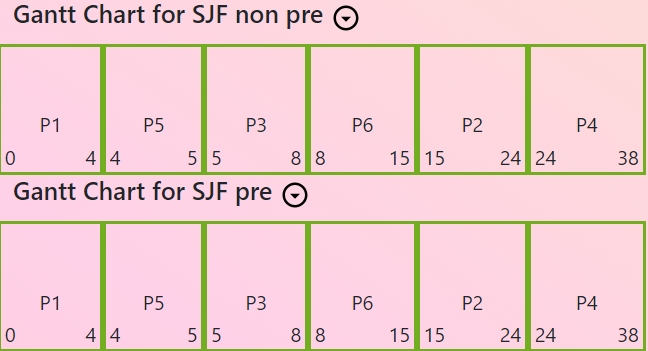 Gantt Chart for SJF non pre
P1 P5 P3 P6 P2 P4
0 4 4 5 5 8 8 15 15 24 24 38
Gantt Chart for SJF pre
P1 P5 P3 P6 P2 P4
0 4 4 5 5 8 8 15 15 24 24 38